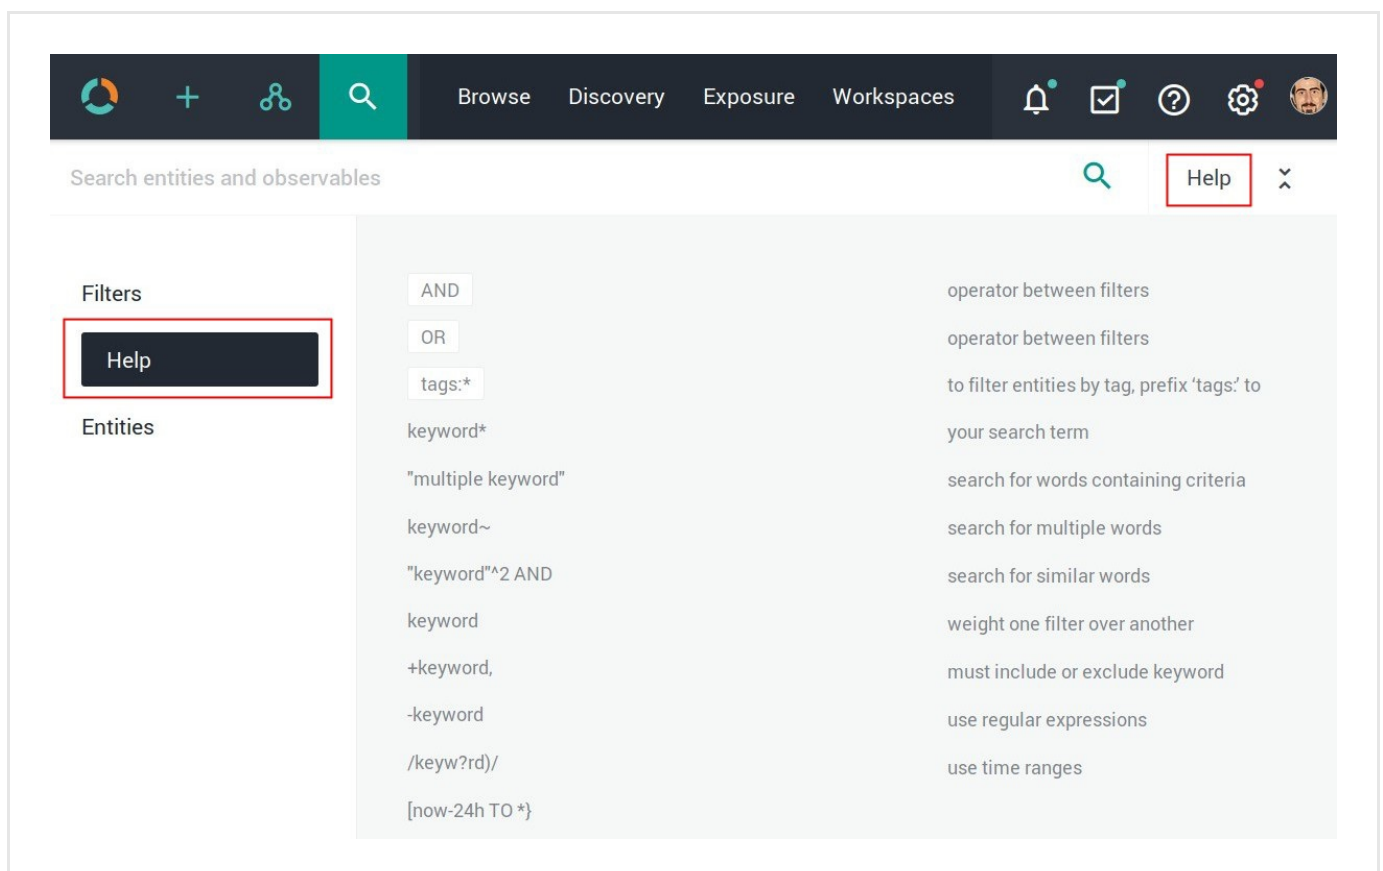 Browse Discovery Exposure Workspaces
Search entities and observables
Help
Filters
Help
Entities
AND operator between filters
OR operator between filters
tags:* to filter entities by tag, prefix ‘tags:’ to
keyword* your search term
"multiple keyword" search for words containing criteria
keyword~ search for multiple words
"keyword"^2 AND search for similar words
keyword weight one filter over another
+keyword, must include or exclude keyword
-keyword use regular expressions
/keyw?rd)/ use time ranges
[now-24h TO *}